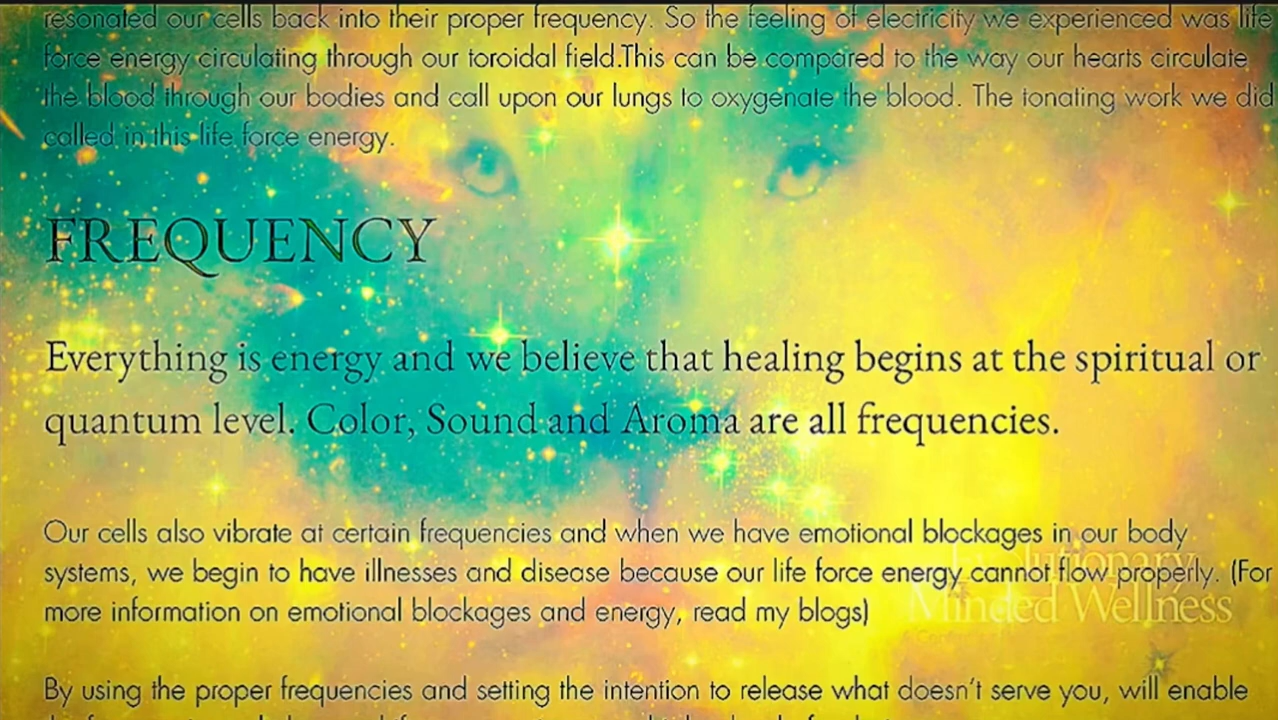 resonated our cells back into their proper frequency. So the feeling of electricity we experienced was life
force energy circulating through our toroidal field.This can be compared to the way our hearts circulate
the blood through our bodies and call upon our lungs to oxygenate the blood. The tonating work we did
called in this life force energy.
FREQUENCY
Everything is energy and we believe that healing begins at the spiritual or
quantum level. Color, Sound and Aroma are all frequencies.
Our cells also vibrate at certain frequencies and when we have emotional blockages in our body
systems, we begin to have illnesses and disease because our life force energy cannot flow properly. (For
more information on emotional blockages and energy, read my blogs)
Evolutionary
Minded Wellness
By using the proper frequencies and setting the intention to release what doesn't serve you, will enable